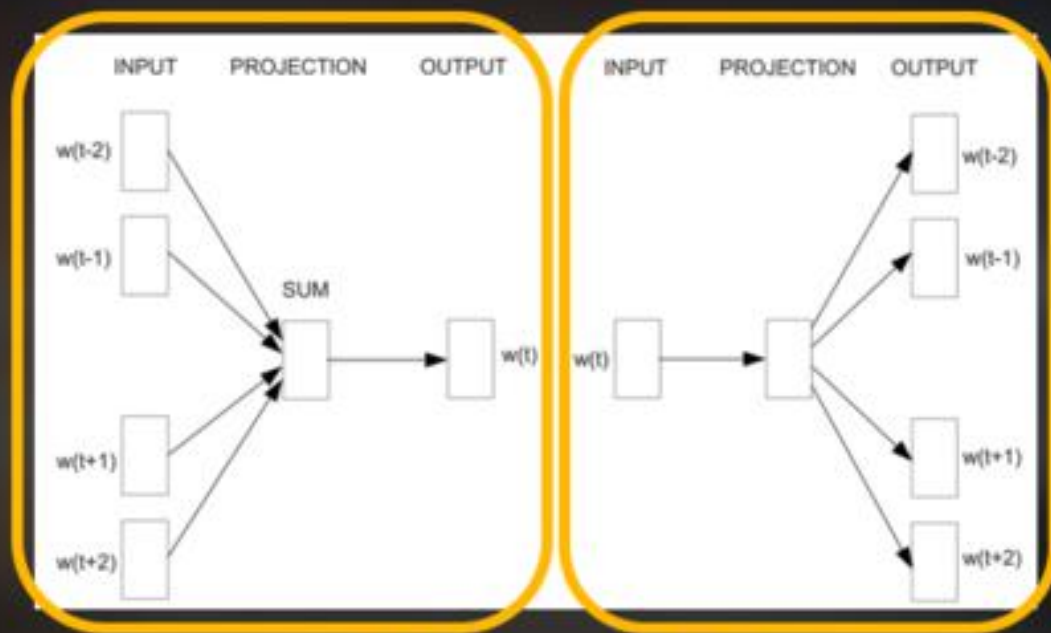 INPUT PROJECTION OUTPUT
w(t-2)
w(t-1)
SUM
w(t)
w(t+1)
w(t+2)
INPUT PROJECTION OUTPUT
w(t-2)
w(t-1)
w(t)
w(t+1)
w(t+2)